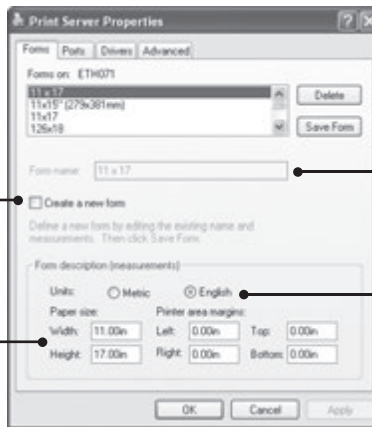 Print Server Properties
Forms Ports Drivers Advanced
Forms on: ETH071
11 x 17
11x15" (279x381mm)
11x17
126x18
Delete
Save Form
Form name: 11 x 17
Create a new form
Define a new form by editing the existing name and
measurements. Then click Save Form.
Form description (measurements)
Units: Metric English
Paper size: Printer area margins:
Width: 11.00in Left: 0.00in Top: 0.00in
Height: 17.00in Right: 0.00in Bottom: 0.00in
OK Cancel Apply